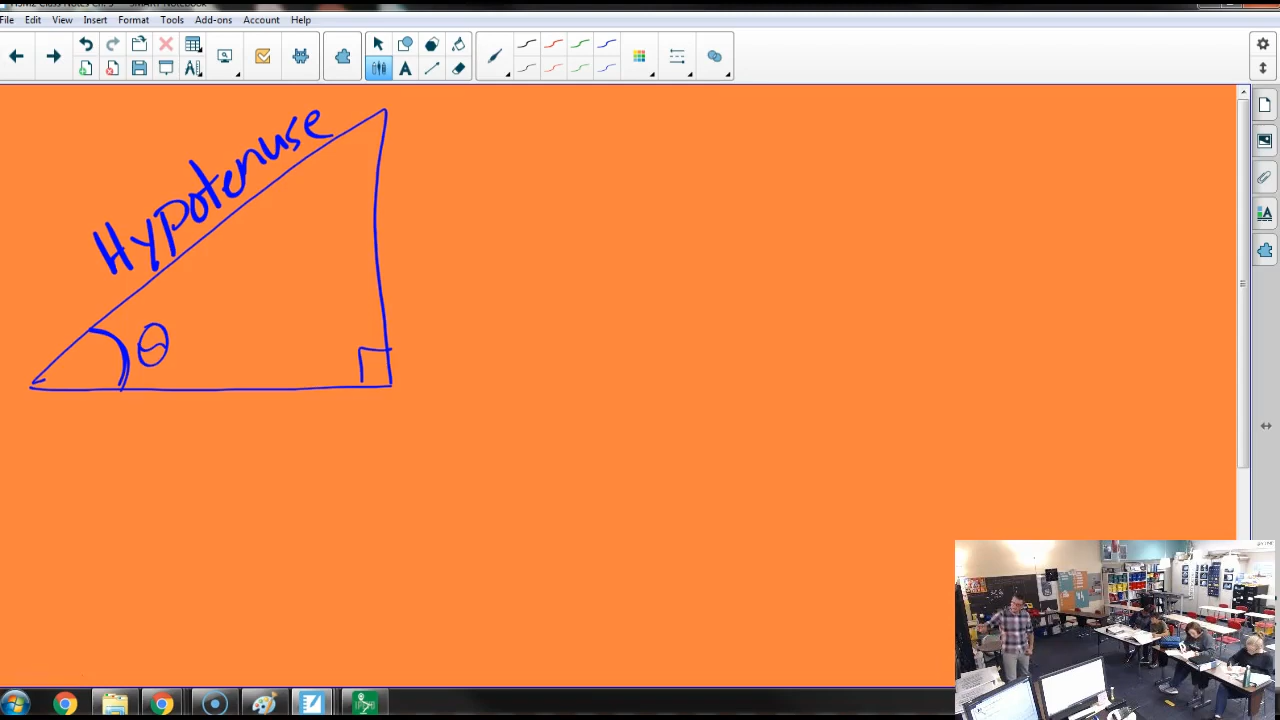 File Edit View Insert Format Tools Add-ons Account Help
Hypotenuse
θ